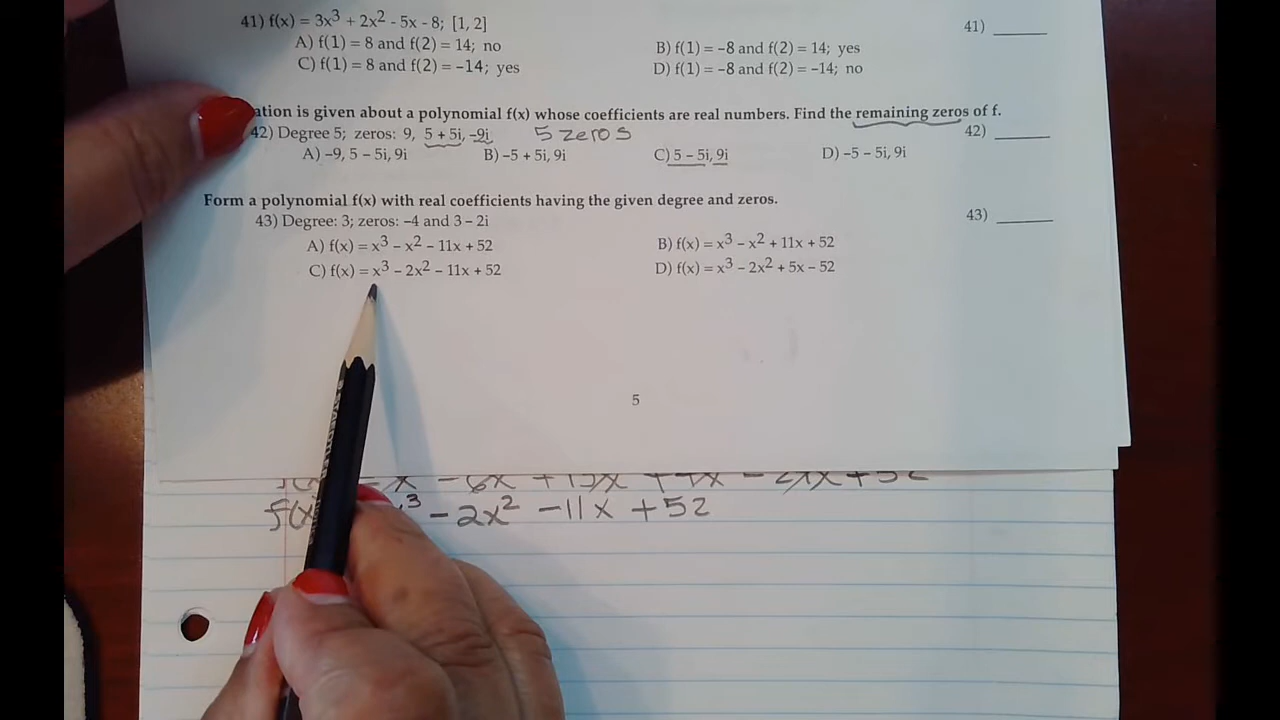 41) f(x) = 3x³ + 2x² - 5x - 8; [1, 2]
41) ______
A) f(1) = 8 and f(2) = 14; no
B) f(1) = -8 and f(2) = 14; yes
C) f(1) = 8 and f(2) = -14; yes
D) f(1) = -8 and f(2) = -14; no
is given about a polynomial f(x) whose coefficients are real numbers. Find the remaining zeros of f.
42) Degree 5; zeros: 9, 5 + 5i, -9i 5 zeros
42) ______
A) -9, 5 - 5i, 9i
B) -5 + 5i, 9i
C) 5 - 5i, 9i
D) -5 - 5i, 9i
Form a polynomial f(x) with real coefficients having the given degree and zeros.
43) Degree: 3; zeros: -4 and 3 - 2i
43) ______
A) f(x) = x³ - x² - 11x + 52
B) f(x) = x³ - x² + 11x + 52
C) f(x) = x³ - 2x² - 11x + 52
D) f(x) = x³ - 2x² + 5x - 52
5
- 2x² - 11x + 52